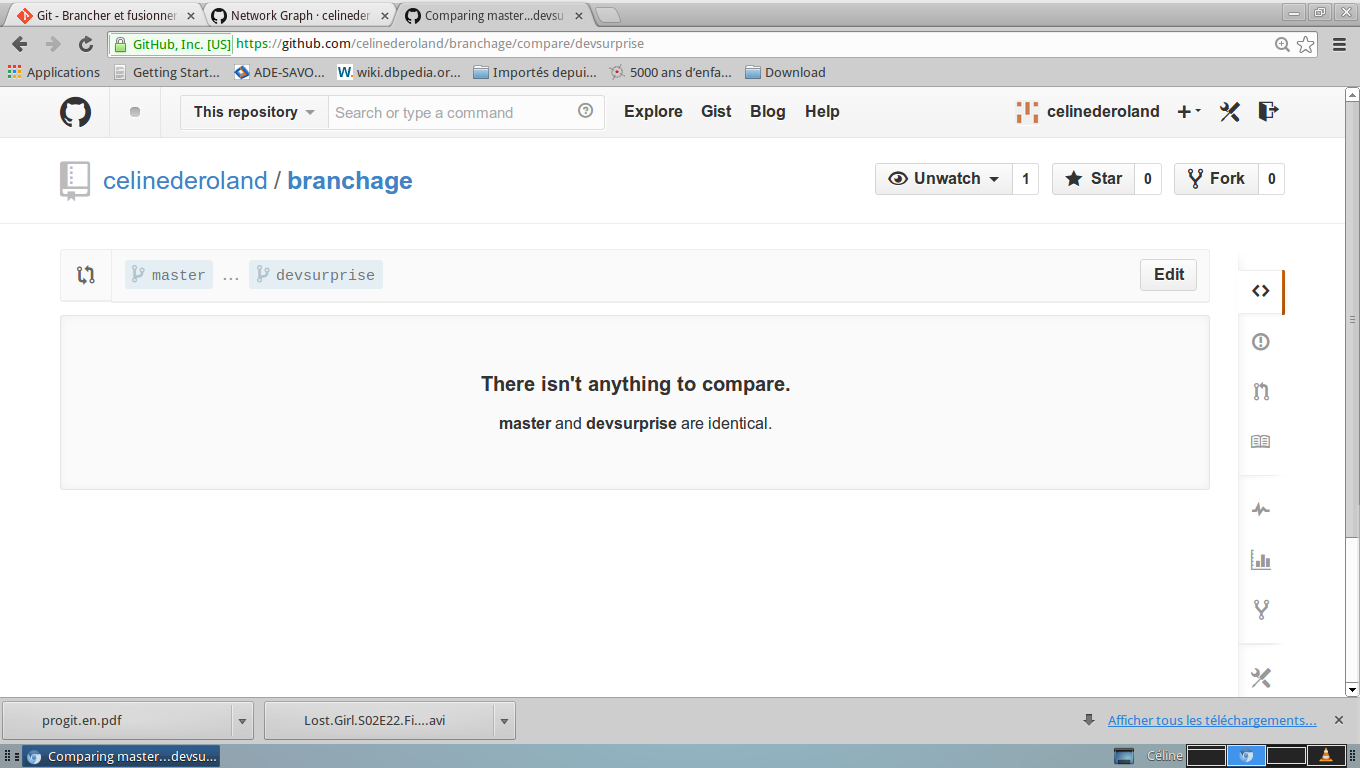 Git - Brancher et fusionner
Network Graph · celineder
Comparing master...devsu
GitHub, Inc. [US] https://github.com/celinederoland/branchage/compare/devsurprise
Applications Getting Start... ADE-SAVO... W. wiki.dbpedia.or... Importés depui... 5000 ans d'enfa... Download
This repository Search or type a command Explore Gist Blog Help celinederoland
celinederoland / branchage Unwatch 1 Star 0 Fork 0
master ... devsurprise Edit
There isn't anything to compare.
master and devsurprise are identical.
progit.en.pdf Lost.Girl.S02E22.Fi....avi Afficher tous les téléchargements...
Comparing master...devsu... Céline